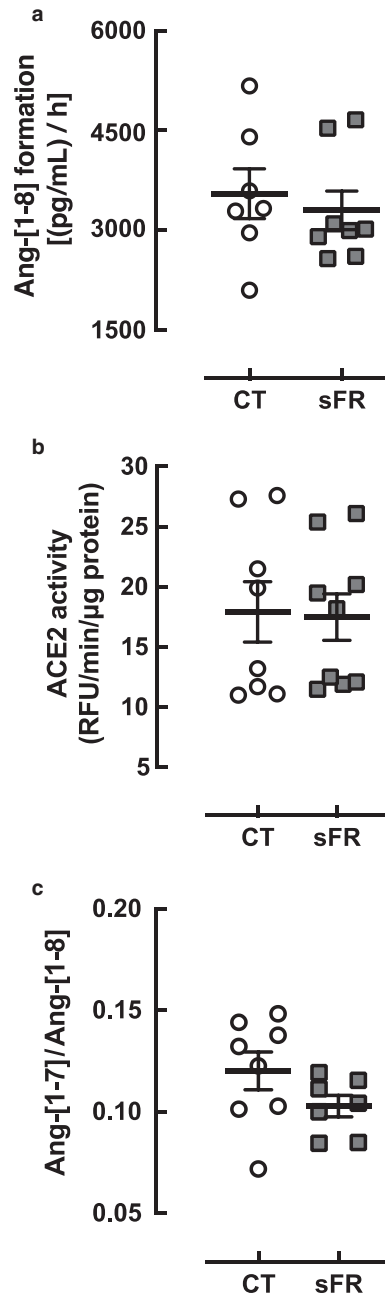 a
Ang-[1-8] formation
[(pg/mL) / h]
6000
4500
3000
1500
CT
sFR
b
ACE2 activity
(RFU/min/µg protein)
30
25
20
15
10
5
CT
sFR
c
Ang-[1-7]/Ang-[1-8]
0.20
0.15
0.10
0.05
CT
sFR